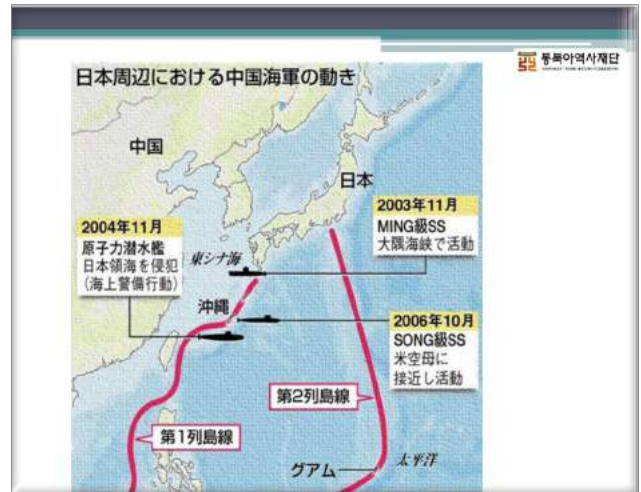 동북아역사재단
日本周辺における中国海軍の動き
中国
日本
2003年11月
MING級SS
大隅海峡で活動
2004年11月
原子力潜水艦
日本領海を侵犯
(海上警備行動)
東シナ海
沖縄
2006年10月
SONG級SS
米空母に
接近し活動
第2列島線
第1列島線
グアム
太平洋